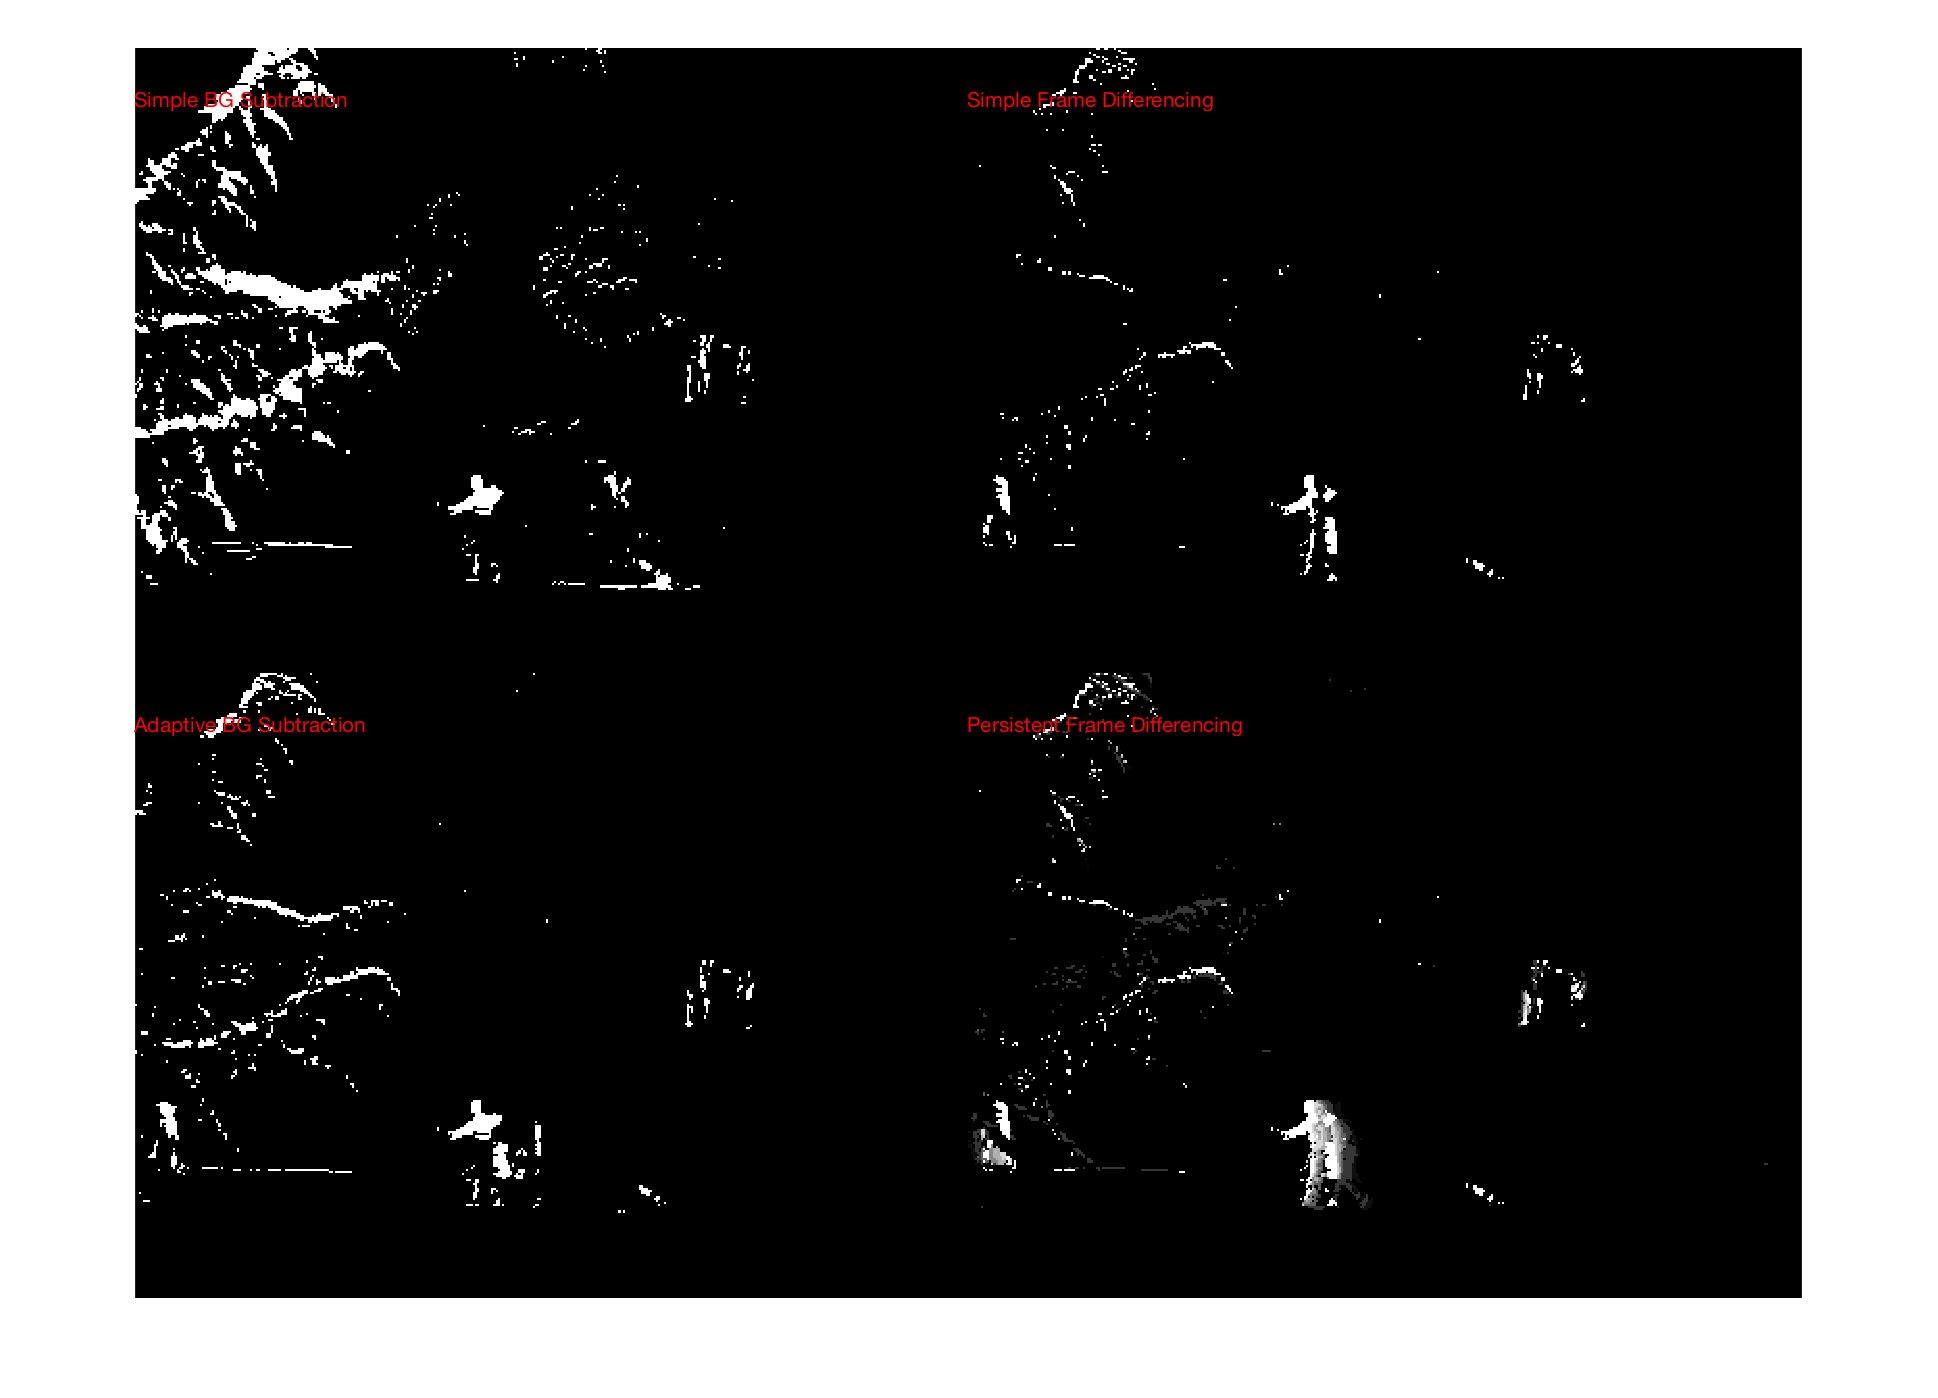 Simple BG Subtraction
Simple Frame Differencing
Adaptive BG Subtraction
Persistent Frame Differencing